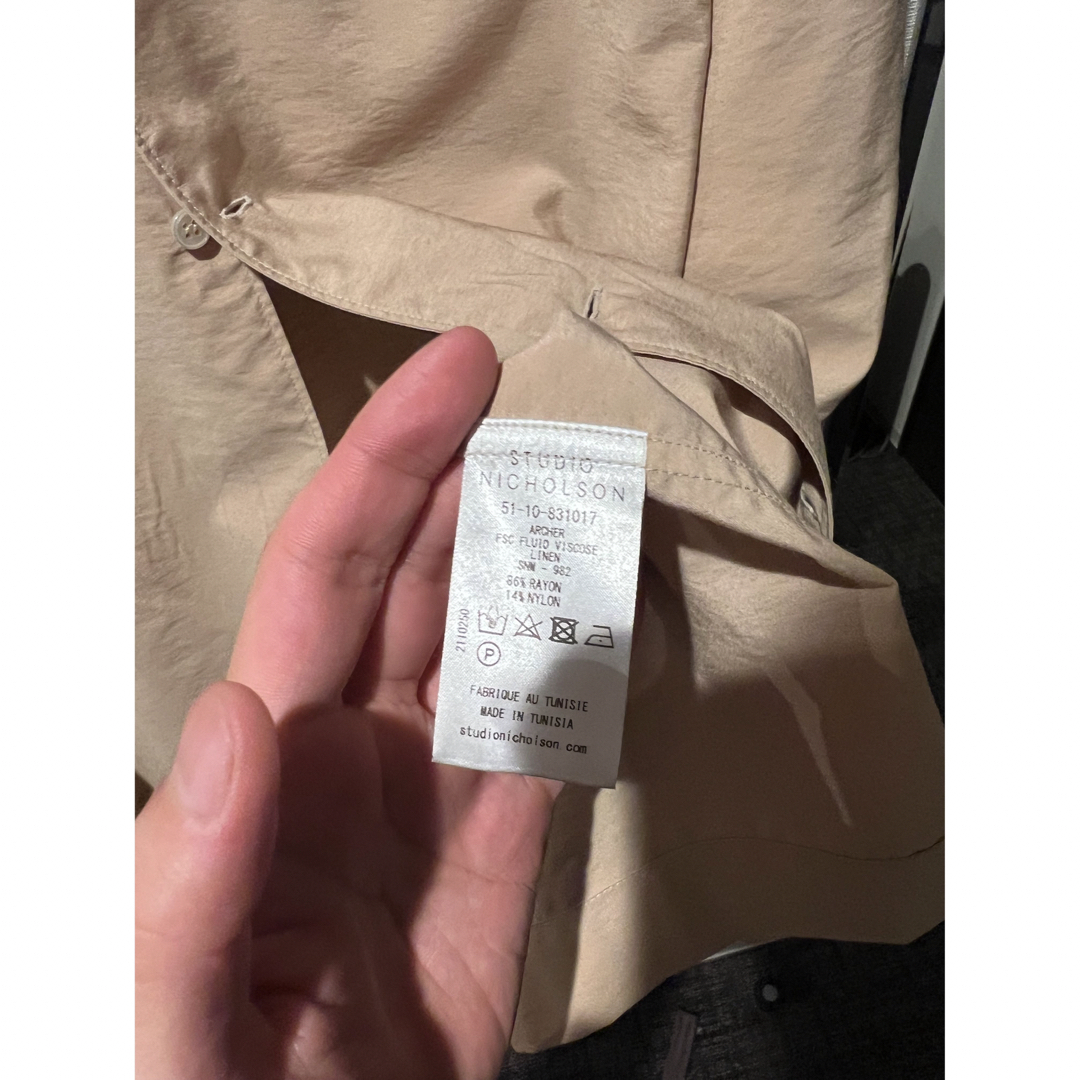 STUDIO
NICHOLSON
51-10-831017
ARCHER
FSC FLUID VISCOSE
LINEN
SNW - 982
86% RAYON
14% NYLON
2110250
P
FABRIQUE AU TUNISIE
MADE IN TUNISIA
studionicholson.com